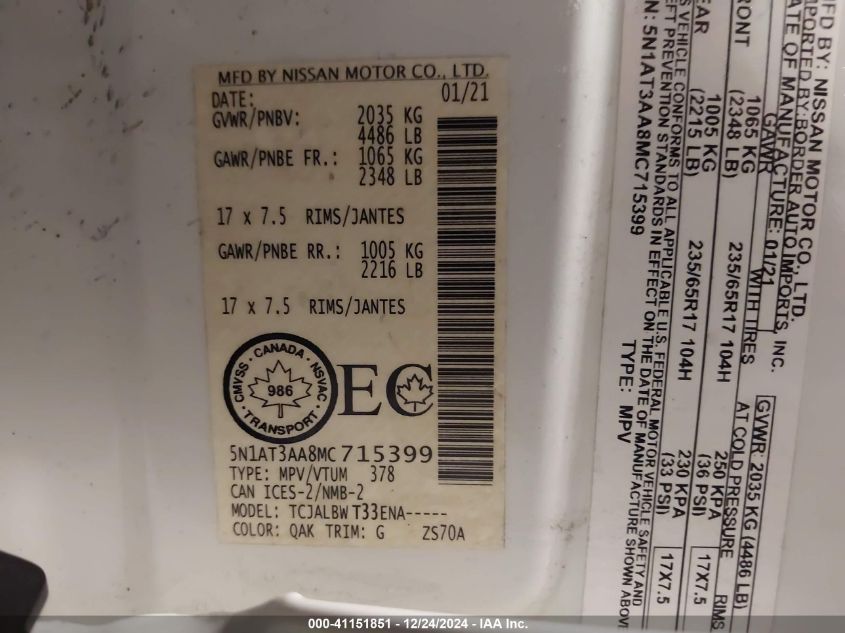 MFD BY NISSAN MOTOR CO., LTD.
DATE: 01/21
GVWR/PNBV: 2035 KG
4486 LB
GAWR/PNBE FR.: 1065 KG
2348 LB
17 x 7.5 RIMS/JANTES
GAWR/PNBE RR.: 1005 KG
2216 LB
17 x 7.5 RIMS/JANTES
CANADA · NSVAC · TRANSPORT · CMVSS
986
EC
5N1AT3AA8MC 715399
TYPE: MPV/VTUM 378
CAN ICES-2/NMB-2
MODEL: TCJALBW T33ENA-----
COLOR: QAK TRIM: G ZS70A
MFD BY: NISSAN MOTOR CO., LTD.
IMPORTED BY: BORDER AUTO IMPORTS, INC.
DATE OF MANUFACTURE: 01/21
GVWR: 2035 KG (4486 LB)
GAWR WITH TIRES AT COLD PRESSURE RIMS
FRONT 1065 KG 235/65R17 104H 250 KPA 17X7.5
(2348 LB) (36 PSI)
EAR 1005 KG 235/65R17 104H 230 KPA 17X7.5
(2215 LB) (33 PSI)
S VEHICLE CONFORMS TO ALL APPLICABLE U.S. FEDERAL MOTOR VEHICLE SAFETY AND
EFT PREVENTION STANDARDS IN EFFECT ON THE DATE OF MANUFACTURE SHOWN ABOV
N: 5N1AT3AA8MC715399 TYPE: MPV
000-41151851 - 12/24/2024 - IAA Inc.